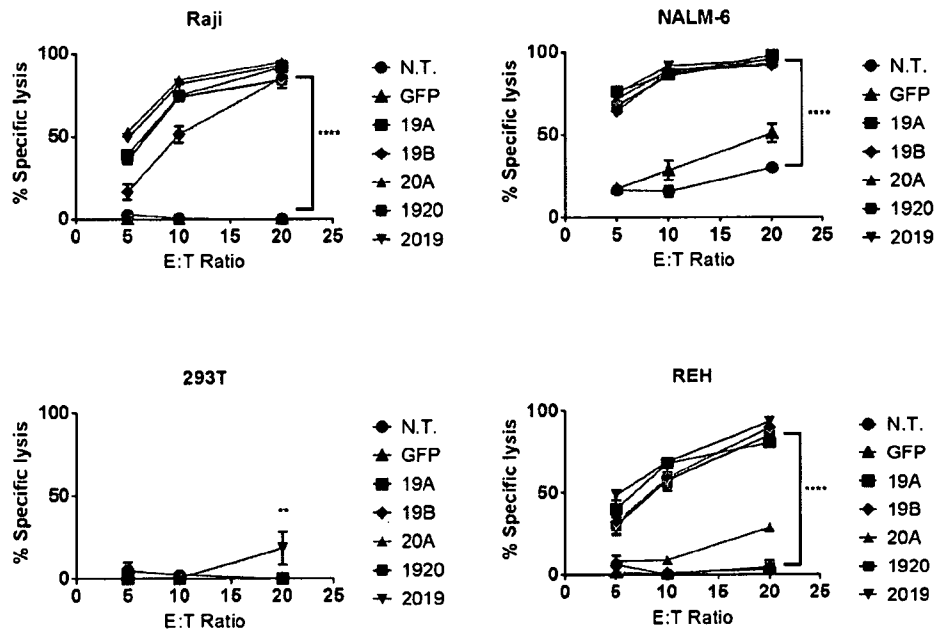 Raji
% Specific lysis
100
50
0
0 5 10 15 20 25
E:T Ratio
****
N.T.
GFP
19A
19B
20A
1920
2019
NALM-6
% Specific lysis
100
50
0
0 5 10 15 20 25
E:T Ratio
****
N.T.
GFP
19A
19B
20A
1920
2019
293T
% Specific lysis
100
50
0
0 5 10 15 20 25
E:T Ratio
**
N.T.
GFP
19A
19B
20A
1920
2019
REH
% Specific lysis
100
50
0
0 5 10 15 20 25
E:T Ratio
****
N.T.
GFP
19A
19B
20A
1920
2019